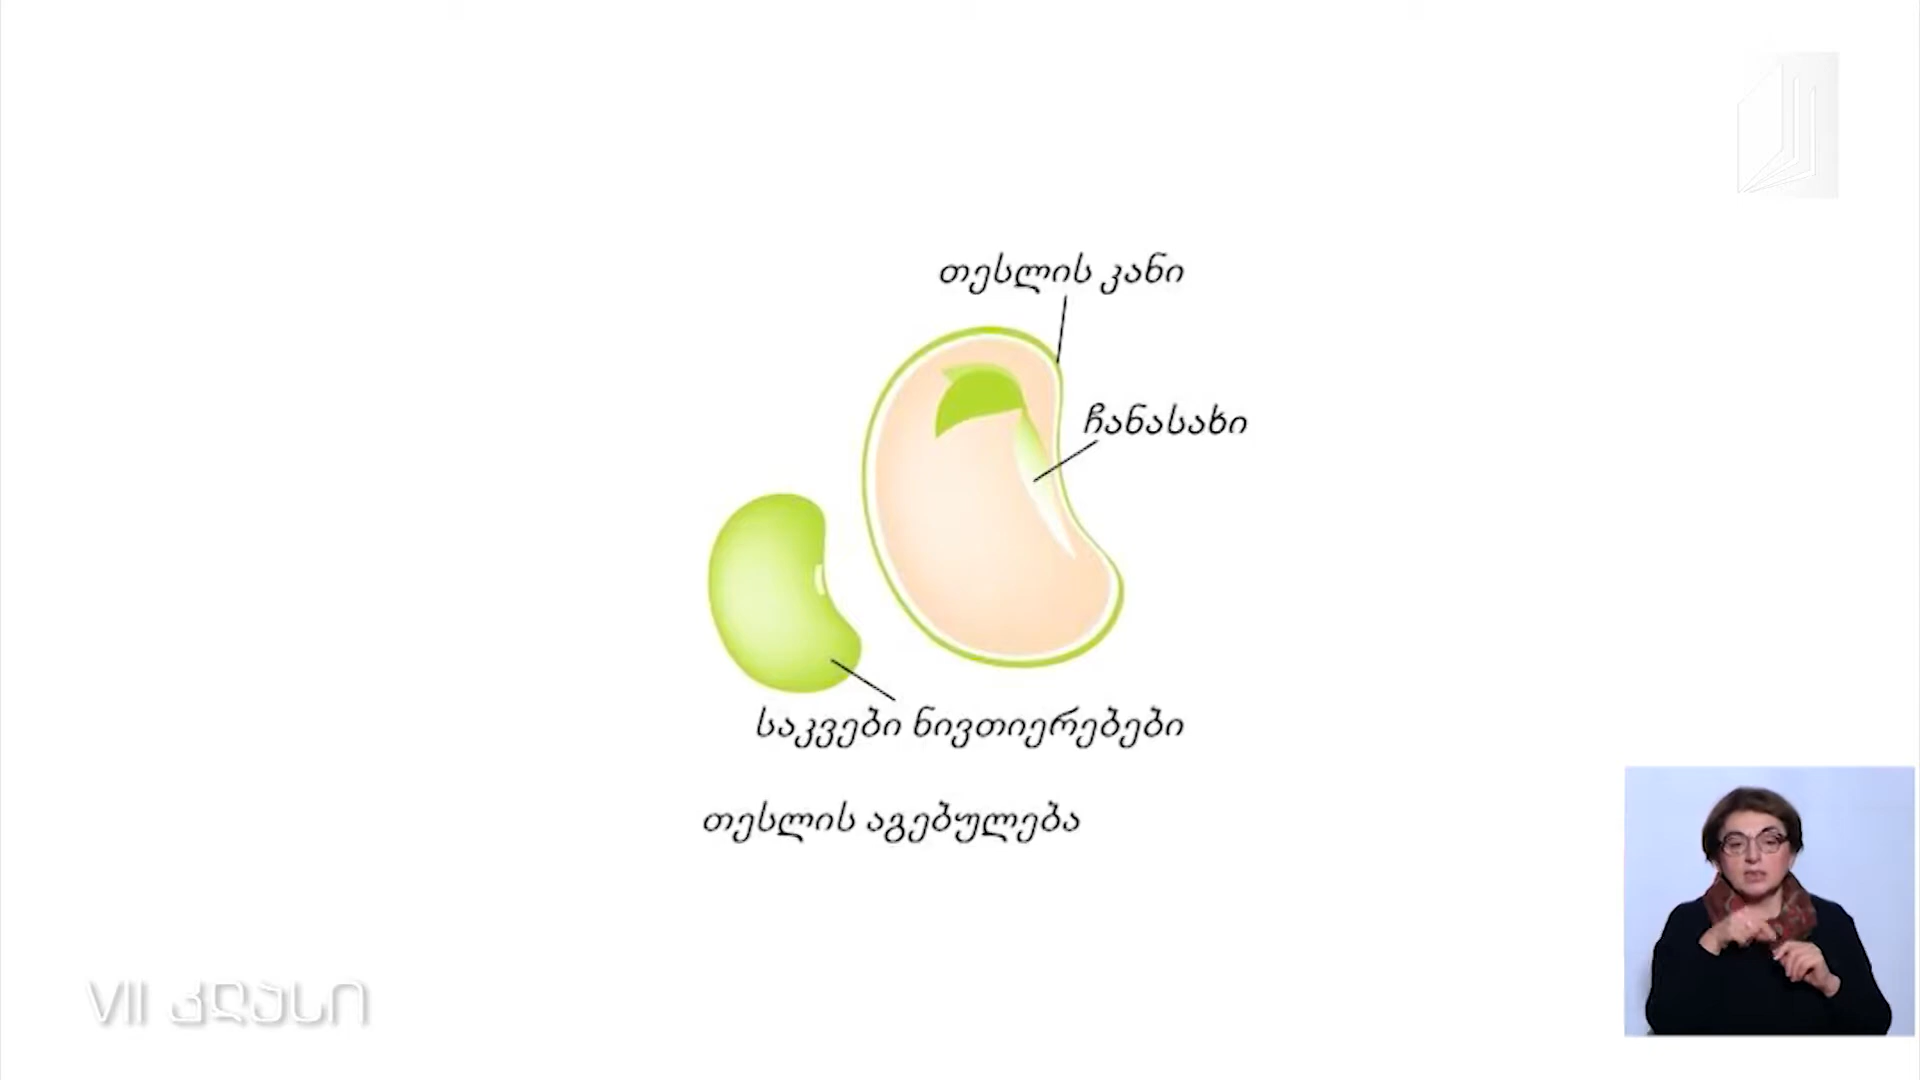 თესლის კანი
ჩანასახი
საკვები ნივთიერებები
თესლის აგებულება
VII კლასი